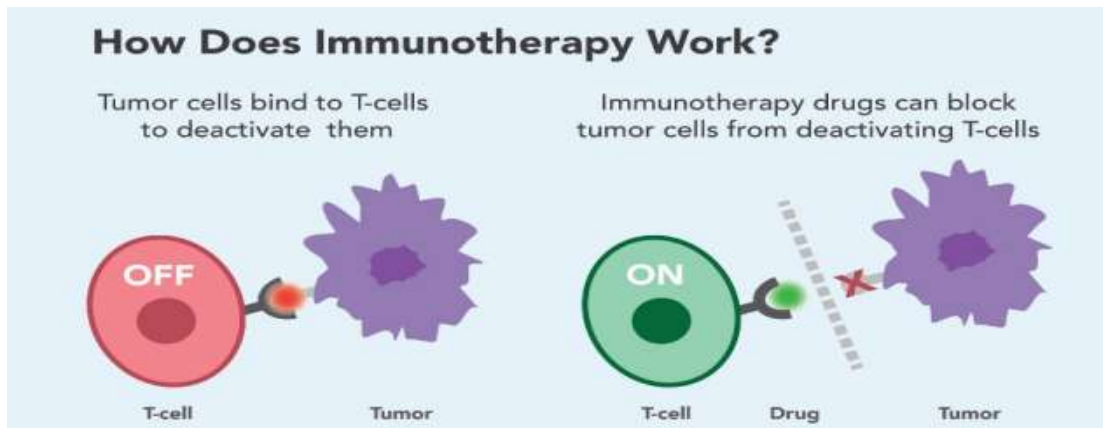 How Does Immunotherapy Work?
Tumor cells bind to T-cells
to deactivate them
Immunotherapy drugs can block
tumor cells from deactivating T-cells
OFF
ON
T-cell
Tumor
T-cell
Drug
Tumor